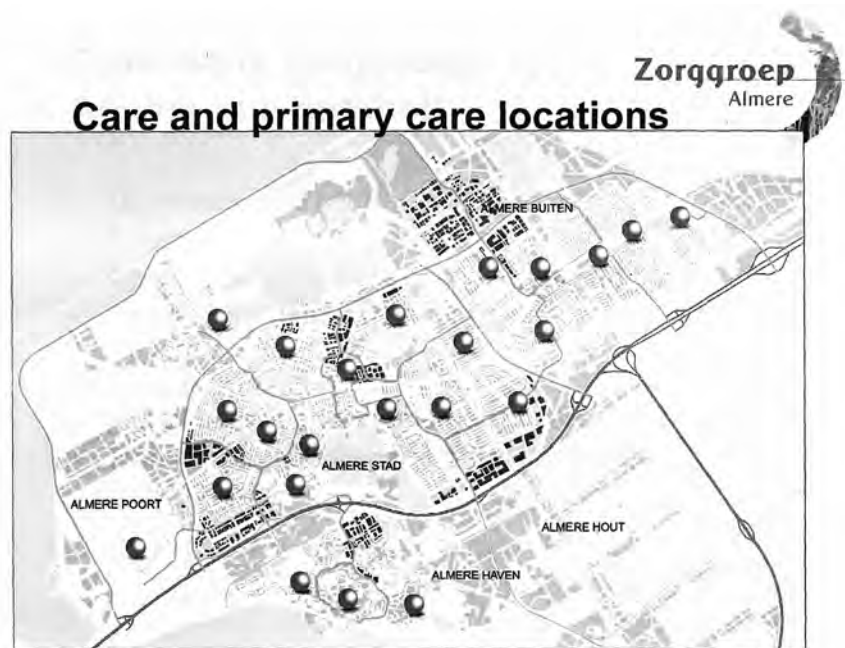 Zorggroep
Almere
Care and primary care locations
ALMERE BUITEN
ALMERE STAD
ALMERE POORT
ALMERE HOUT
ALMERE HAVEN